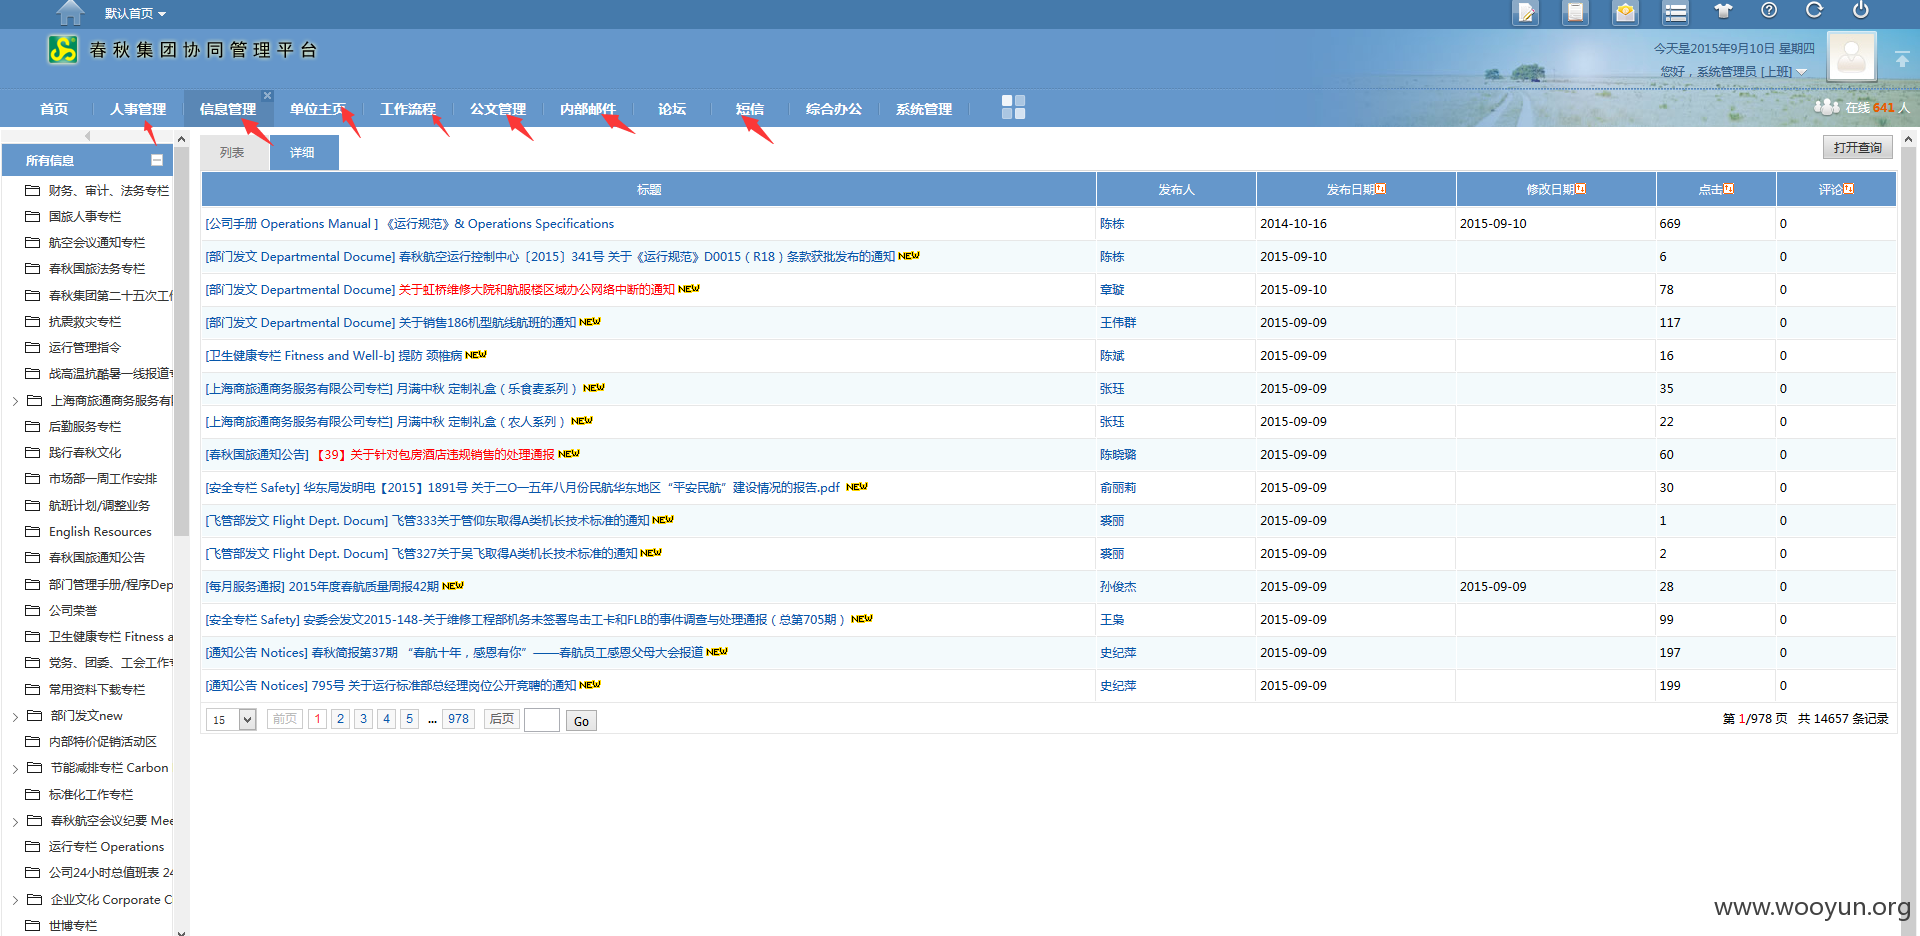 默认首页
春秋集团协同管理平台
今天是2015年9月10日 星期四
您好，系统管理员 [上班]
首页 人事管理 信息管理 单位主页 工作流程 公文管理 内部邮件 论坛 短信 综合办公 系统管理
在线 641 人
所有信息
财务、审计、法务专栏
国旅人事专栏
航空会议通知专栏
春秋国旅法务专栏
春秋集团第二十五次工
抗震救灾专栏
运行管理指令
战高温抗酷暑一线报道
上海商旅通商务服务有
后勤服务专栏
践行春秋文化
市场部一周工作安排
航班计划/调整业务
English Resources
春秋国旅通知公告
部门管理手册/程序Dep
公司荣誉
卫生健康专栏 Fitness a
党务、团委、工会工作
常用资料下载专栏
部门发文new
内部特价促销活动区
节能减排专栏 Carbon
标准化工作专栏
春秋航空会议纪要 Mee
运行专栏 Operations
公司24小时总值班表 24
企业文化 Corporate C
世博专栏
列表 详细
打开查询
标题 发布人 发布日期 修改日期 点击 评论
[公司手册 Operations Manual ] 《运行规范》& Operations Specifications 陈栋 2014-10-16 2015-09-10 669 0
[部门发文 Departmental Docume] 春秋航空运行控制中心〔2015〕341号 关于《运行规范》D0015（R18）条款获批发布的通知 NEW 陈栋 2015-09-10 6 0
[部门发文 Departmental Docume] 关于虹桥维修大院和航服楼区域办公网络中断的通知 NEW 章璇 2015-09-10 78 0
[部门发文 Departmental Docume] 关于销售186机型航线航班的通知 NEW 王伟群 2015-09-09 117 0
[卫生健康专栏 Fitness and Well-b] 提防 颈椎病 NEW 陈斌 2015-09-09 16 0
[上海商旅通商务服务有限公司专栏] 月满中秋 定制礼盒（乐食麦系列） NEW 张珏 2015-09-09 35 0
[上海商旅通商务服务有限公司专栏] 月满中秋 定制礼盒（农人系列） NEW 张珏 2015-09-09 22 0
[春秋国旅通知公告] 【39】关于针对包房酒店违规销售的处理通报 NEW 陈晓璐 2015-09-09 60 0
[安全专栏 Safety] 华东局发明电【2015】1891号 关于二O一五年八月份民航华东地区“平安民航”建设情况的报告.pdf NEW 俞丽莉 2015-09-09 30 0
[飞管部发文 Flight Dept. Docum] 飞管333关于管仰东取得A类机长技术标准的通知 NEW 裘丽 2015-09-09 1 0
[飞管部发文 Flight Dept. Docum] 飞管327关于吴飞取得A类机长技术标准的通知 NEW 裘丽 2015-09-09 2 0
[每月服务通报] 2015年度春航质量周报42期 NEW 孙俊杰 2015-09-09 2015-09-09 28 0
[安全专栏 Safety] 安委会发文2015-148-关于维修工程部机务未签署鸟击工卡和FLB的事件调查与处理通报（总第705期） NEW 王枭 2015-09-09 99 0
[通知公告 Notices] 春秋简报第37期 “春航十年，感恩有你”——春航员工感恩父母大会报道 NEW 史纪萍 2015-09-09 197 0
[通知公告 Notices] 795号 关于运行标准部总经理岗位公开竞聘的通知 NEW 史纪萍 2015-09-09 199 0
15 前页 1 2 3 4 5 ... 978 后页 Go
第 1/978 页 共 14657 条记录
www.wooyun.org